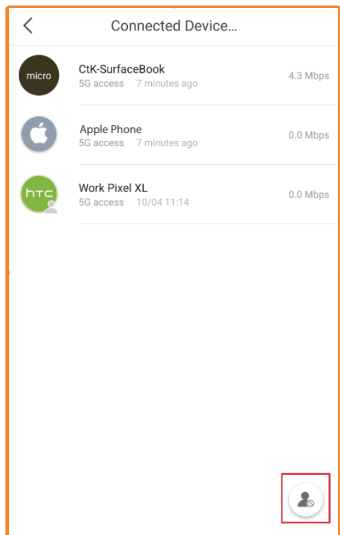 Connected Device...
micro
CtK-SurfaceBook
5G access 7 minutes ago
4.3 Mbps
Apple Phone
5G access 7 minutes ago
0.0 Mbps
hTC
Work Pixel XL
5G access 10/04 11:14
0.0 Mbps